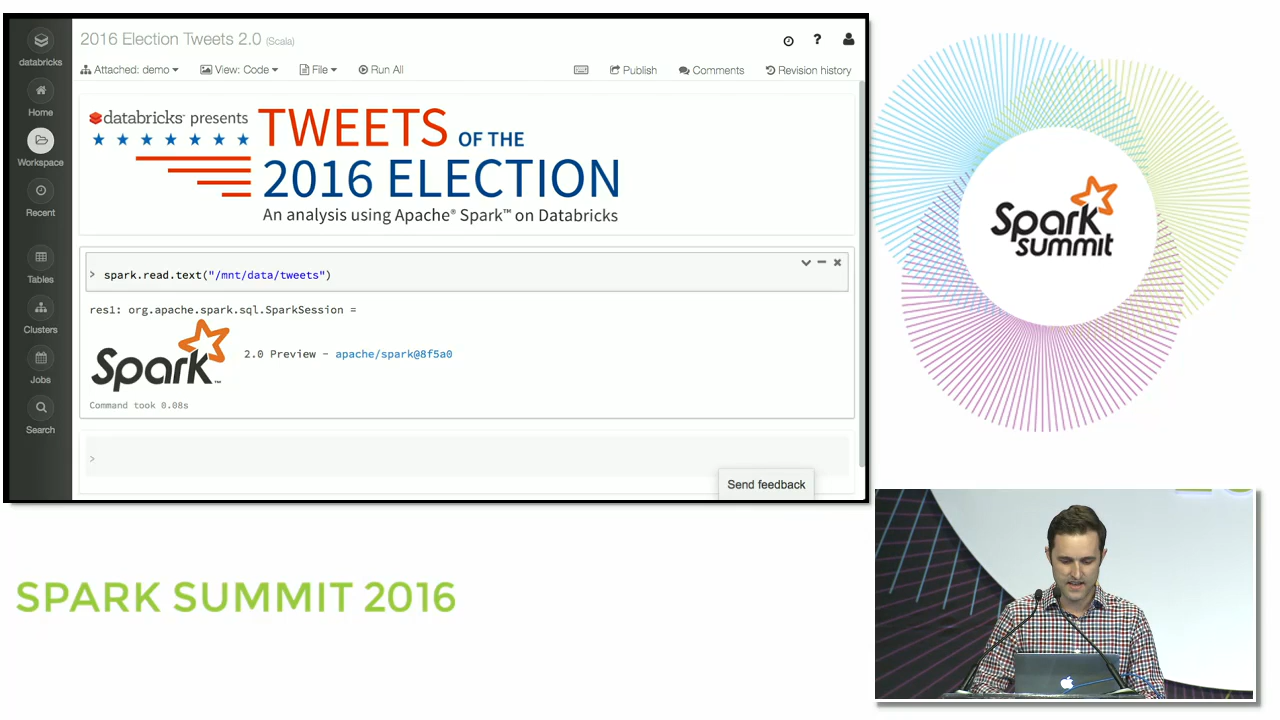 2016 Election Tweets 2.0 (Scala)
databricks
Attached: demo
View: Code
File
Run All
Publish
Comments
Revision history
Home
Workspace
Recent
Tables
Clusters
Jobs
Search
databricks™ presents
TWEETS OF THE
2016 ELECTION
An analysis using Apache® Spark™ on Databricks
> spark.read.text("/mnt/data/tweets")
res1: org.apache.spark.sql.SparkSession =
Spark™
2.0 Preview - apache/spark@8f5a0
Command took 0.08s
>
Send feedback
Spark
summit
SPARK SUMMIT 2016